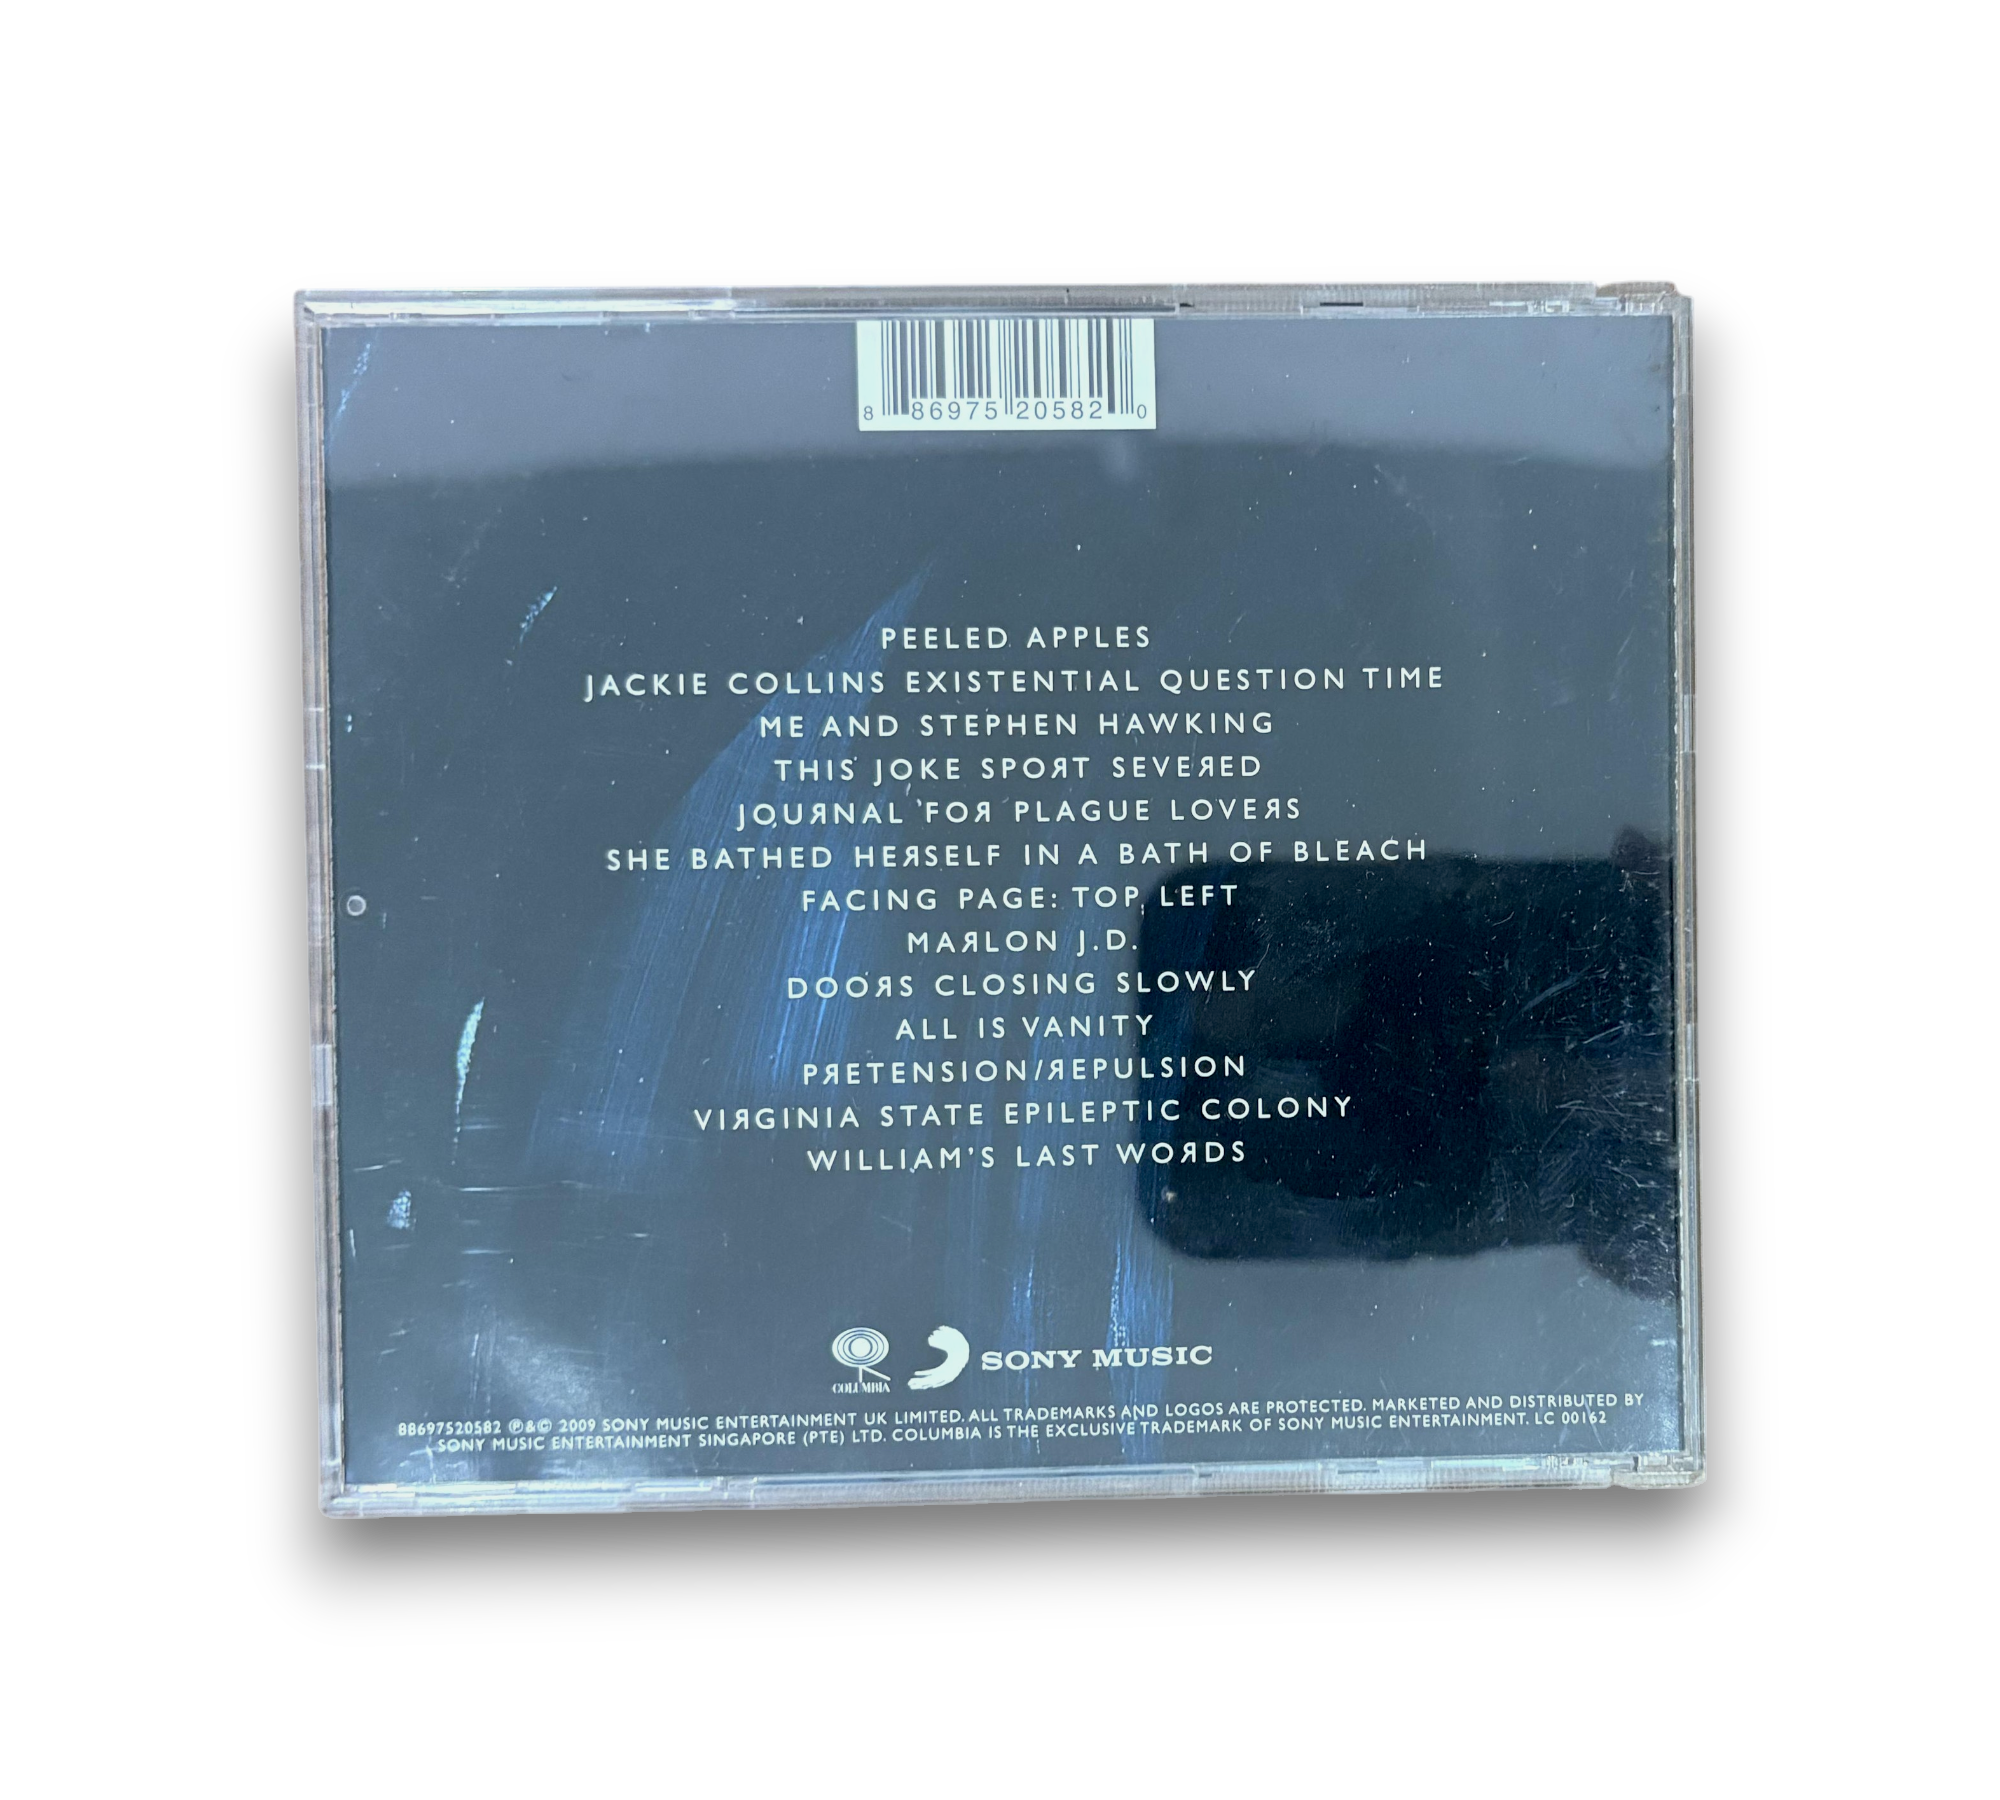 8 86975 20582 0
PEELED APPLES
JACKIE COLLINS EXISTENTIAL QUESTION TIME
ME AND STEPHEN HAWKING
THIS JOKE SPOЯT SEVEЯED
JOUЯNAL FOЯ PLAGUE LOVEЯS
SHE BATHED HEЯSELF IN A BATH OF BLEACH
FACING PAGE: TOP LEFT
MAЯLON J.D.
DOOЯS CLOSING SLOWLY
ALL IS VANITY
PЯETENSION/ЯEPULSION
VIЯGINIA STATE EPILEPTIC COLONY
WILLIAM'S LAST WOЯDS
COLUMBIA SONY MUSIC
88697520582 ℗&© 2009 SONY MUSIC ENTERTAINMENT UK LIMITED. ALL TRADEMARKS AND LOGOS ARE PROTECTED. MARKETED AND DISTRIBUTED BY
SONY MUSIC ENTERTAINMENT SINGAPORE (PTE) LTD. COLUMBIA IS THE EXCLUSIVE TRADEMARK OF SONY MUSIC ENTERTAINMENT. LC 00162